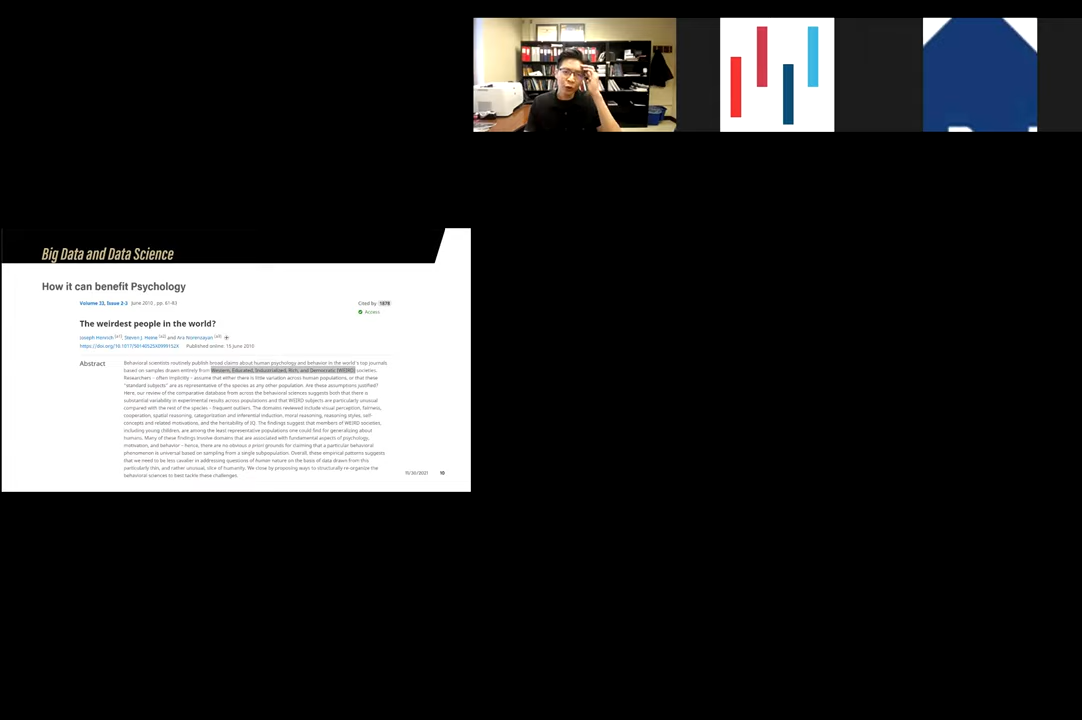 Big Data and Data Science
How it can benefit Psychology
Volume 33, Issue 2-3 June 2010 , pp. 61-83
Cited by 1878
Access
The weirdest people in the world?
Joseph Henrich (a1), Steven J. Heine (a2) and Ara Norenzayan (a3)
https://doi.org/10.1017/S0140525X0999152X Published online: 15 June 2010
Abstract
Behavioral scientists routinely publish broad claims about human psychology and behavior in the world's top journals
based on samples drawn entirely from Western, Educated, Industrialized, Rich, and Democratic (WEIRD) societies.
Researchers – often implicitly – assume that either there is little variation across human populations, or that these
"standard subjects" are as representative of the species as any other population. Are these assumptions justified?
Here, our review of the comparative database from across the behavioral sciences suggests both that there is
substantial variability in experimental results across populations and that WEIRD subjects are particularly unusual
compared with the rest of the species – frequent outliers. The domains reviewed include visual perception, fairness,
cooperation, spatial reasoning, categorization and inferential induction, moral reasoning, reasoning styles, self-
concepts and related motivations, and the heritability of IQ. The findings suggest that members of WEIRD societies,
including young children, are among the least representative populations one could find for generalizing about
humans. Many of these findings involve domains that are associated with fundamental aspects of psychology,
motivation, and behavior – hence, there are no obvious a priori grounds for claiming that a particular behavioral
phenomenon is universal based on sampling from a single subpopulation. Overall, these empirical patterns suggests
that we need to be less cavalier in addressing questions of human nature on the basis of data drawn from this
particularly thin, and rather unusual, slice of humanity. We close by proposing ways to structurally re-organize the
behavioral sciences to best tackle these challenges.
11/30/2021 10